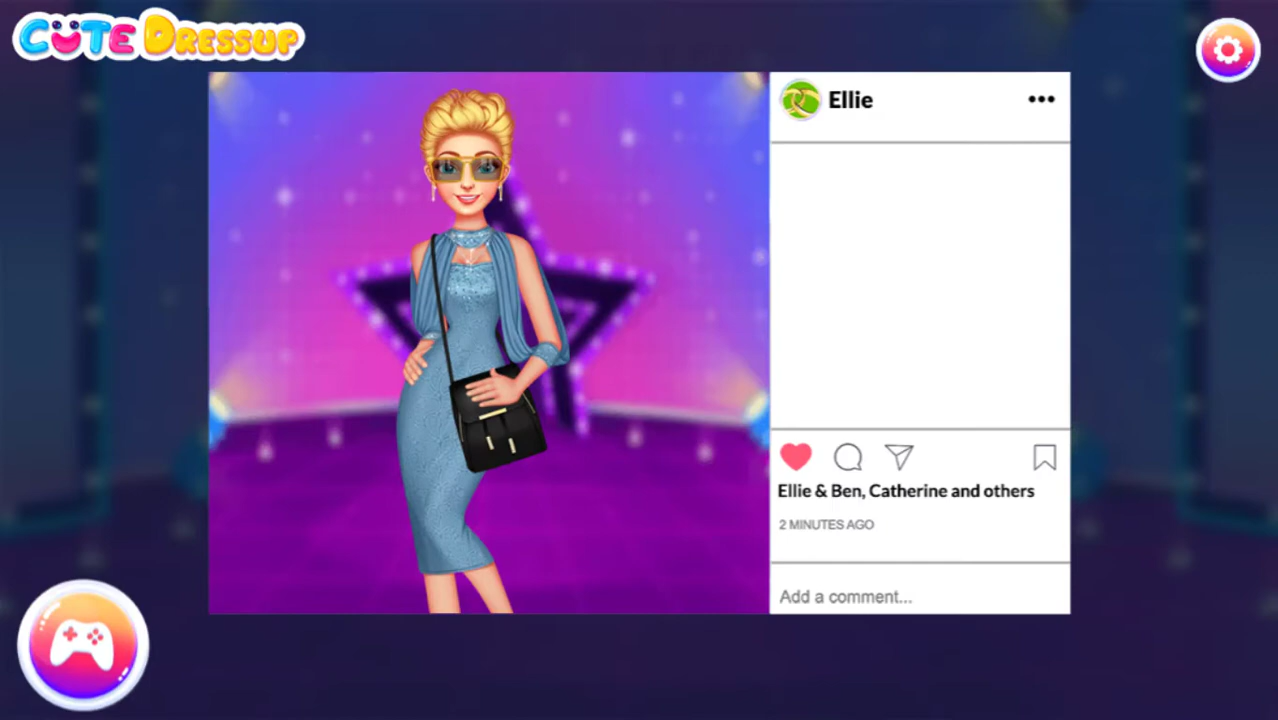 CUTE DRESSUP
Ellie
Ellie & Ben, Catherine and others
2 MINUTES AGO
Add a comment...